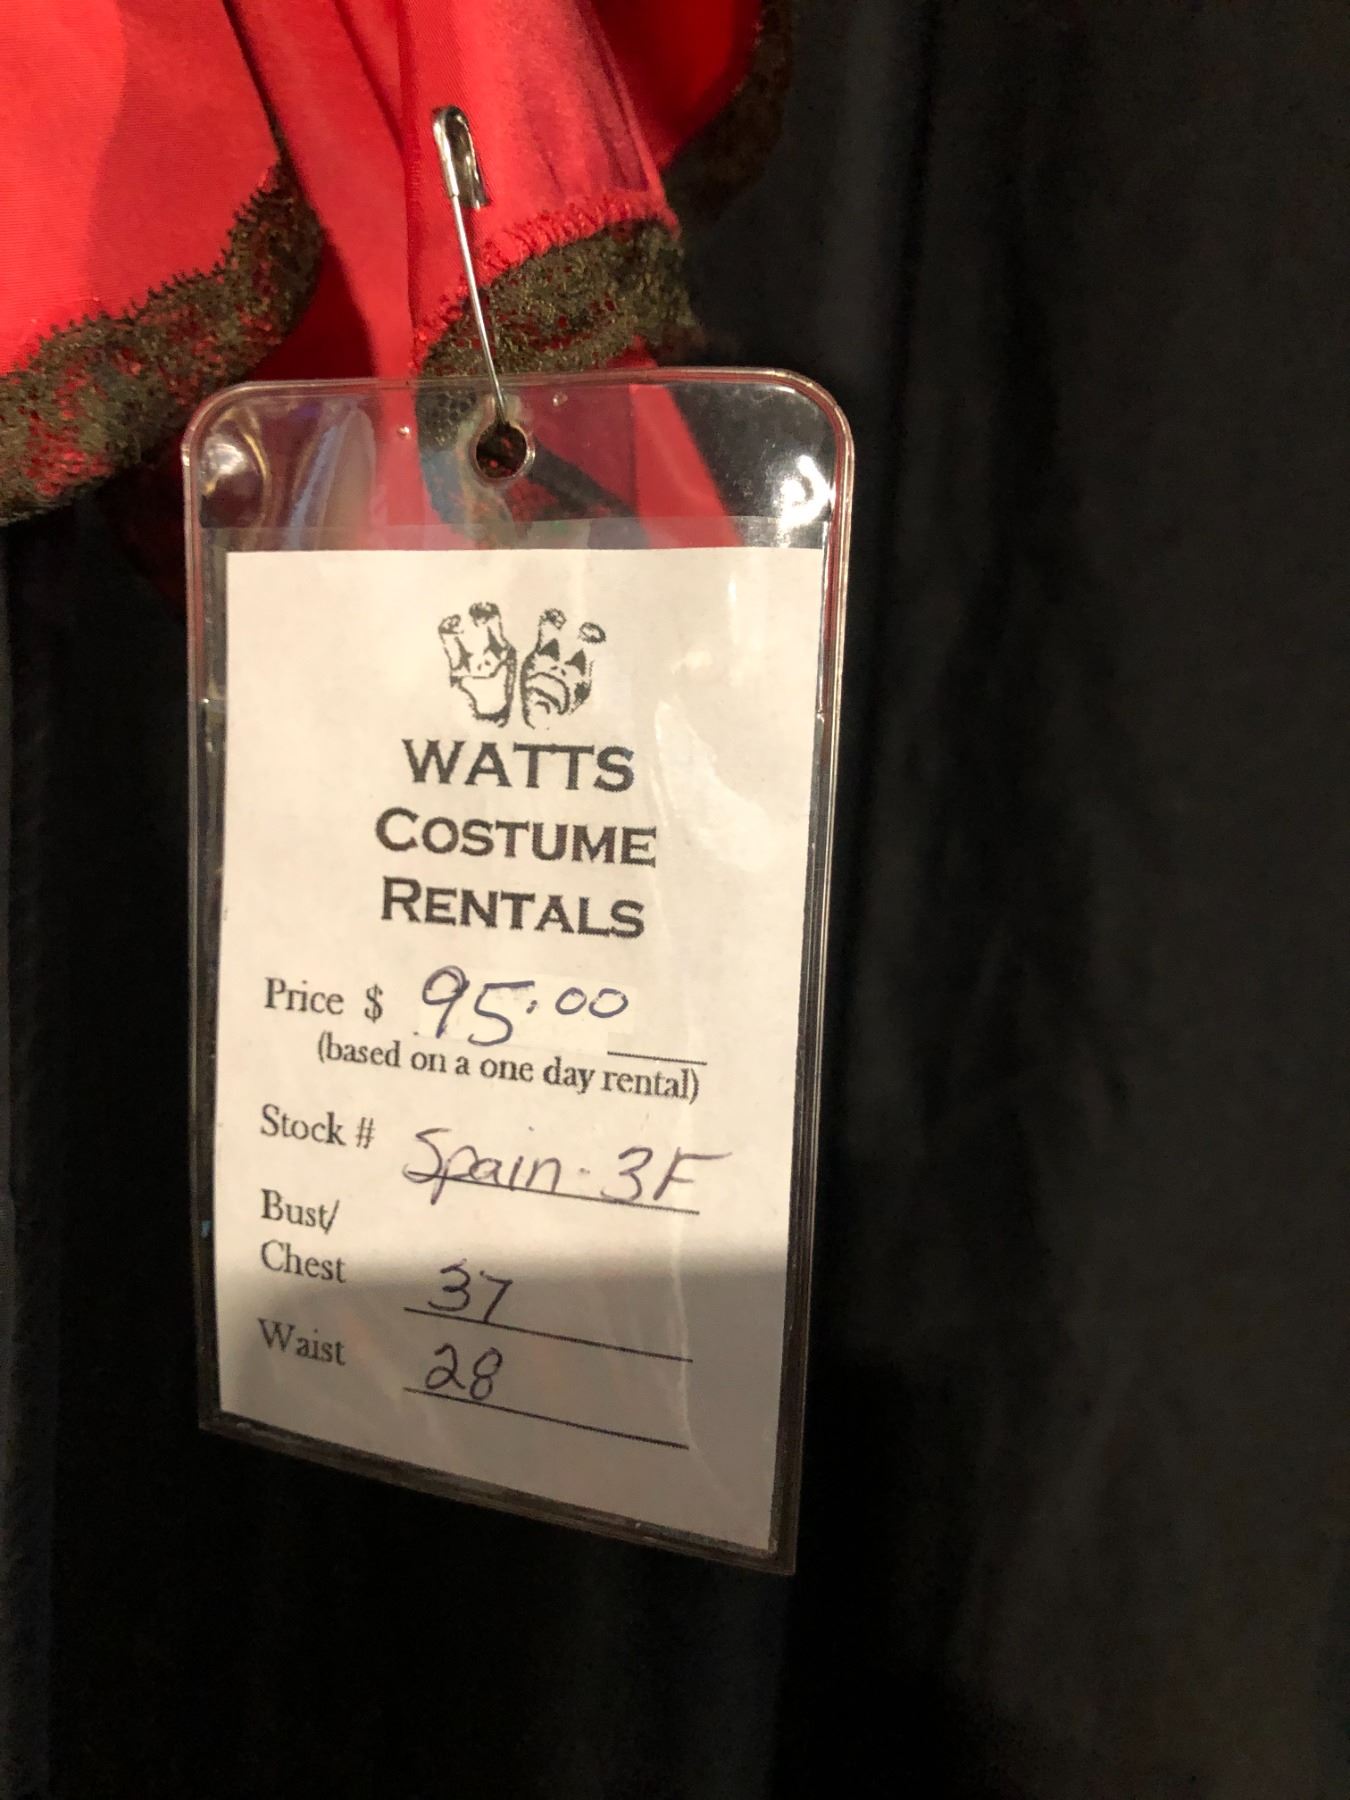 WATTS
COSTUME
RENTALS
Price $ 95.00
(based on a one day rental)
Stock # Spain-3F
Bust/
Chest 37
Waist 28